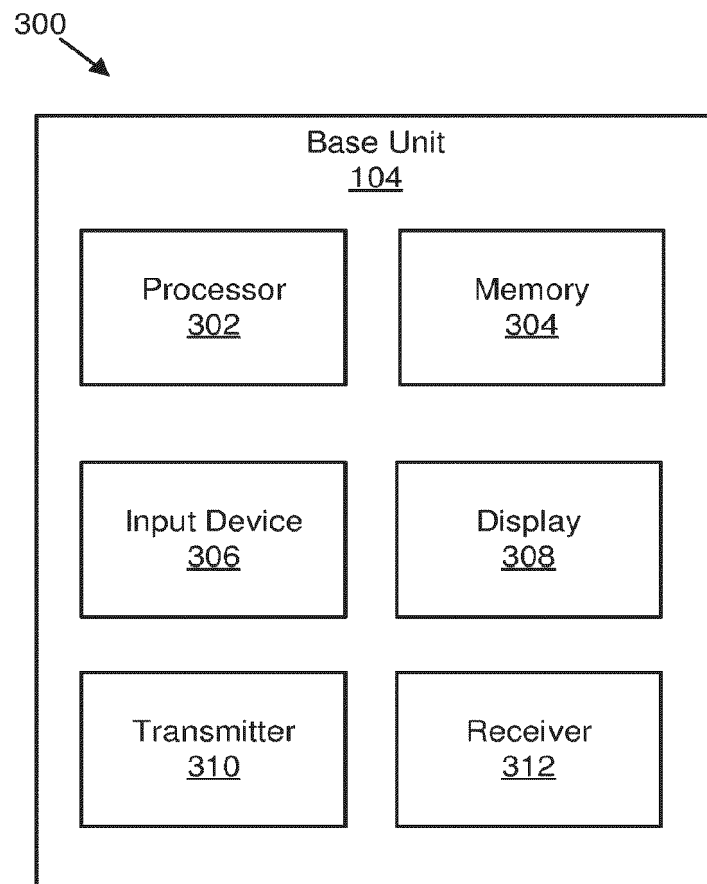 300
Base Unit
104
Processor
302
Memory
304
Input Device
306
Display
308
Transmitter
310
Receiver
312